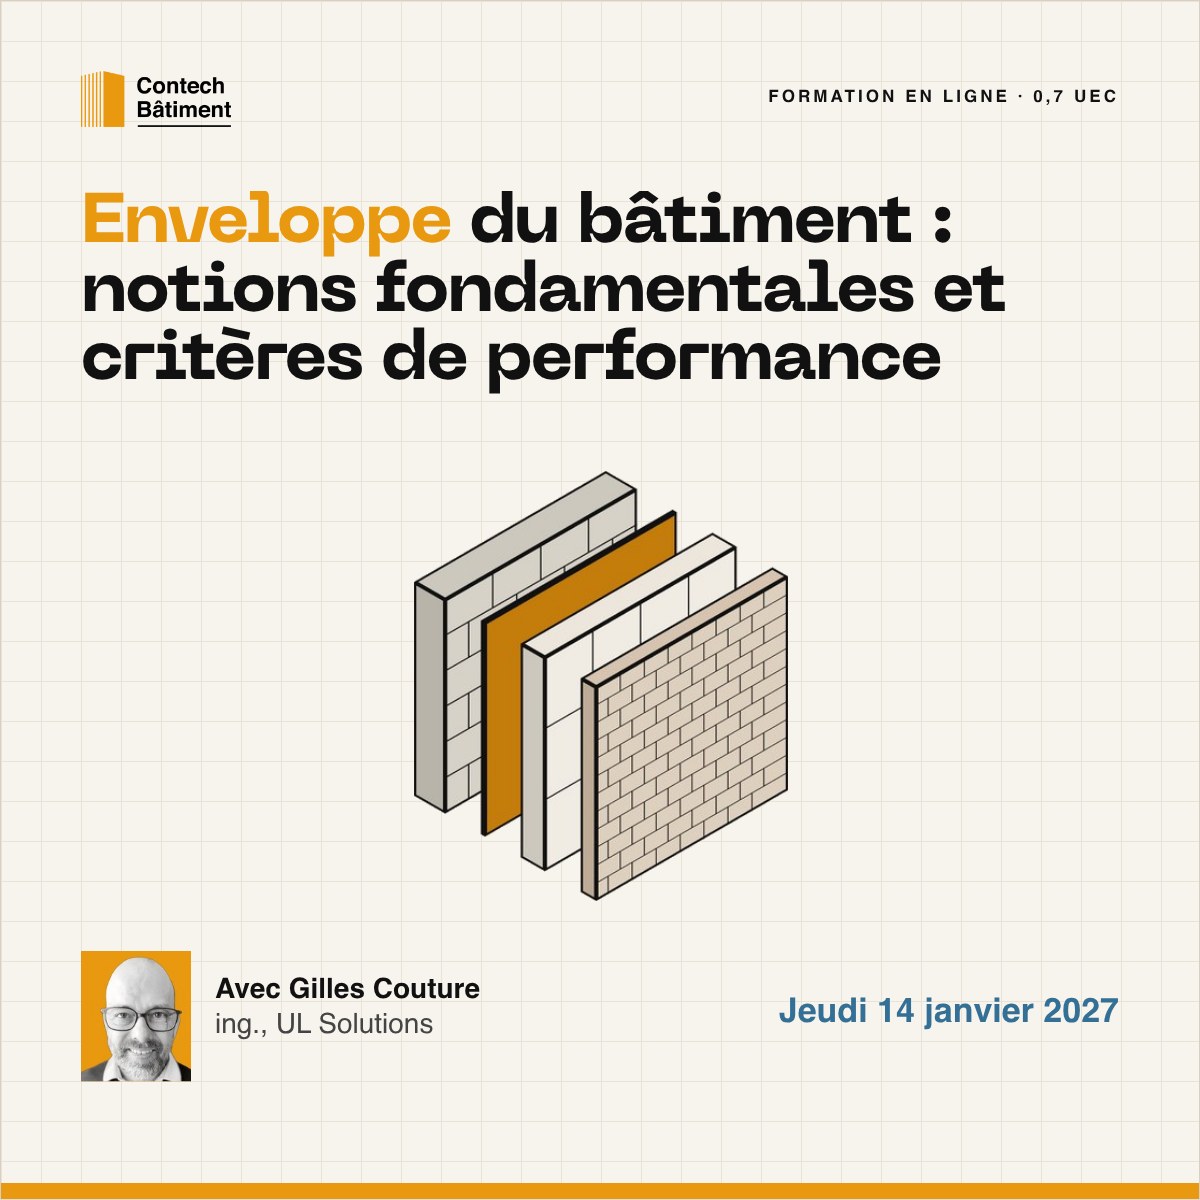 Contech
Bâtiment
FORMATION EN LIGNE · 0,7 UEC
Enveloppe du bâtiment :
notions fondamentales et
critères de performance
Avec Gilles Couture
ing., UL Solutions
Jeudi 14 janvier 2027